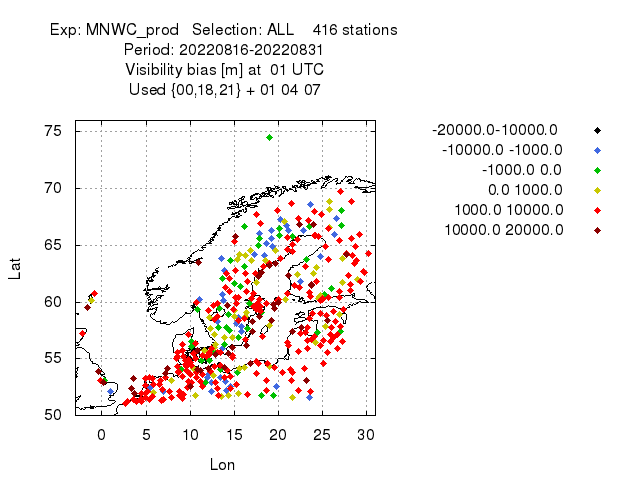 Exp: MNWC_prod Selection: ALL 416 stations
Period: 20220816-20220831
Visibility bias [m] at 01 UTC
Used {00,18,21} + 01 04 07
-20000.0-10000.0
-10000.0 -1000.0
-1000.0 0.0
0.0 1000.0
1000.0 10000.0
10000.0 20000.0
75
70
65
60
55
50
Lat
0 5 10 15 20 25 30
Lon